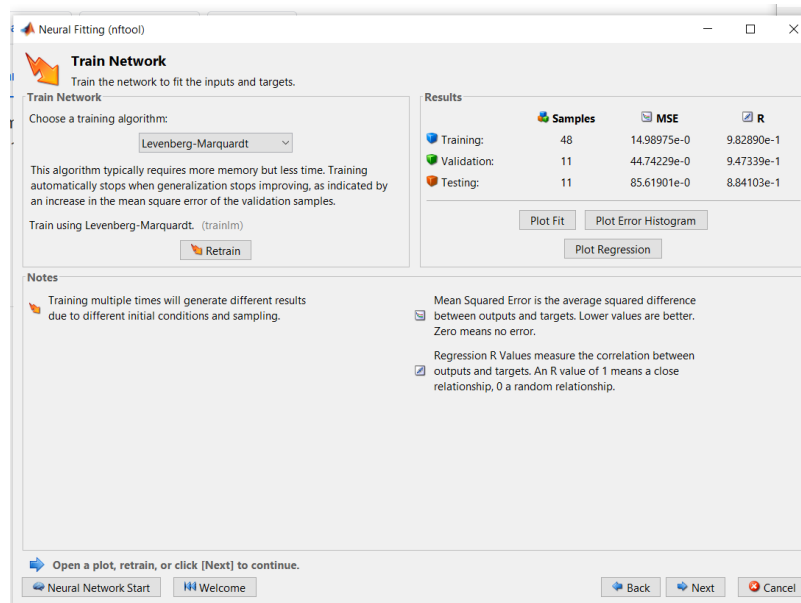 Neural Fitting (nftool)
Train Network
Train the network to fit the inputs and targets.
Train Network
Choose a training algorithm:
Levenberg-Marquardt
This algorithm typically requires more memory but less time. Training
automatically stops when generalization stops improving, as indicated by
an increase in the mean square error of the validation samples.
Train using Levenberg-Marquardt. (trainlm)
Retrain
Results
Samples MSE R
Training: 48 14.98975e-0 9.82890e-1
Validation: 11 44.74229e-0 9.47339e-1
Testing: 11 85.61901e-0 8.84103e-1
Plot Fit Plot Error Histogram
Plot Regression
Notes
Training multiple times will generate different results
due to different initial conditions and sampling.
Mean Squared Error is the average squared difference
between outputs and targets. Lower values are better.
Zero means no error.
Regression R Values measure the correlation between
outputs and targets. An R value of 1 means a close
relationship, 0 a random relationship.
Open a plot, retrain, or click [Next] to continue.
Neural Network Start Welcome Back Next Cancel